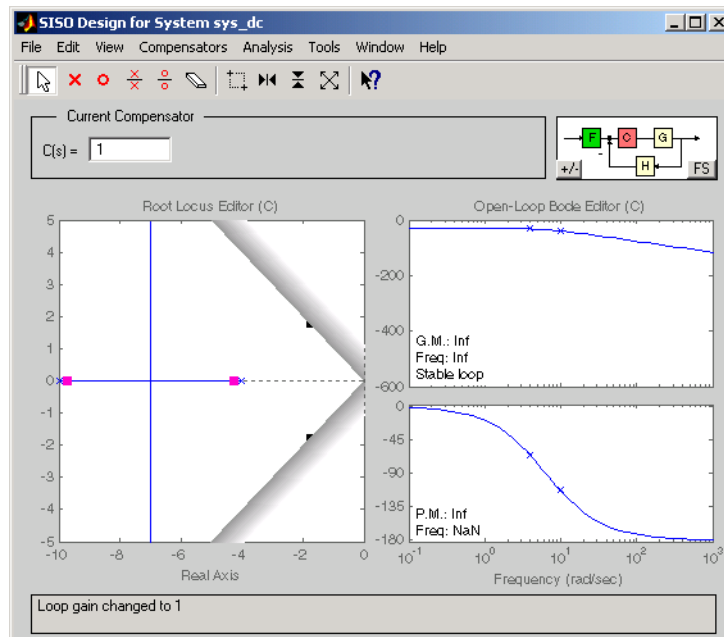 SISO Design for System sys_dc
File Edit View Compensators Analysis Tools Window Help
Current Compensator
C(s) = 1
F C G
H
+/- FS
Root Locus Editor (C)
5
4
3
2
1
0
-1
-2
-3
-4
-5
-10 -8 -6 -4 -2 0
Real Axis
Open-Loop Bode Editor (C)
0
-200
-400
-600
G.M.: Inf
Freq: Inf
Stable loop
0
-45
-90
-135
-180
P.M.: Inf
Freq: NaN
10^-1 10^0 10^1 10^2 10^3
Frequency (rad/sec)
Loop gain changed to 1